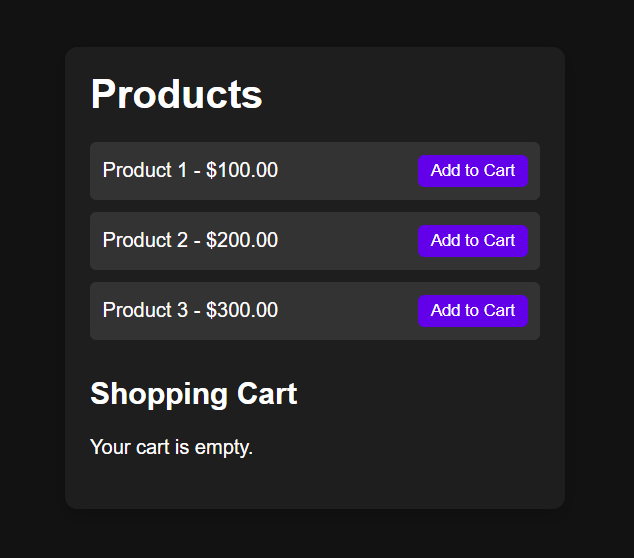 Products
Product 1 - $100.00 Add to Cart
Product 2 - $200.00 Add to Cart
Product 3 - $300.00 Add to Cart
Shopping Cart
Your cart is empty.